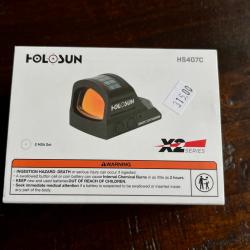 HOLOSUN
HS407C
315.00
2 MOA Dot
X2
SERIES
WARNING
• INGESTION HAZARD: DEATH or serious injury can occur if ingested.
• A swallowed button cell or coin battery can cause Internal Chemical Burns in as little as 2 hours.
• KEEP new and used batteries OUT OF REACH OF CHILDREN.
• Seek immediate medical attention if a battery is suspected to be swallowed or inserted inside
any part of the body.